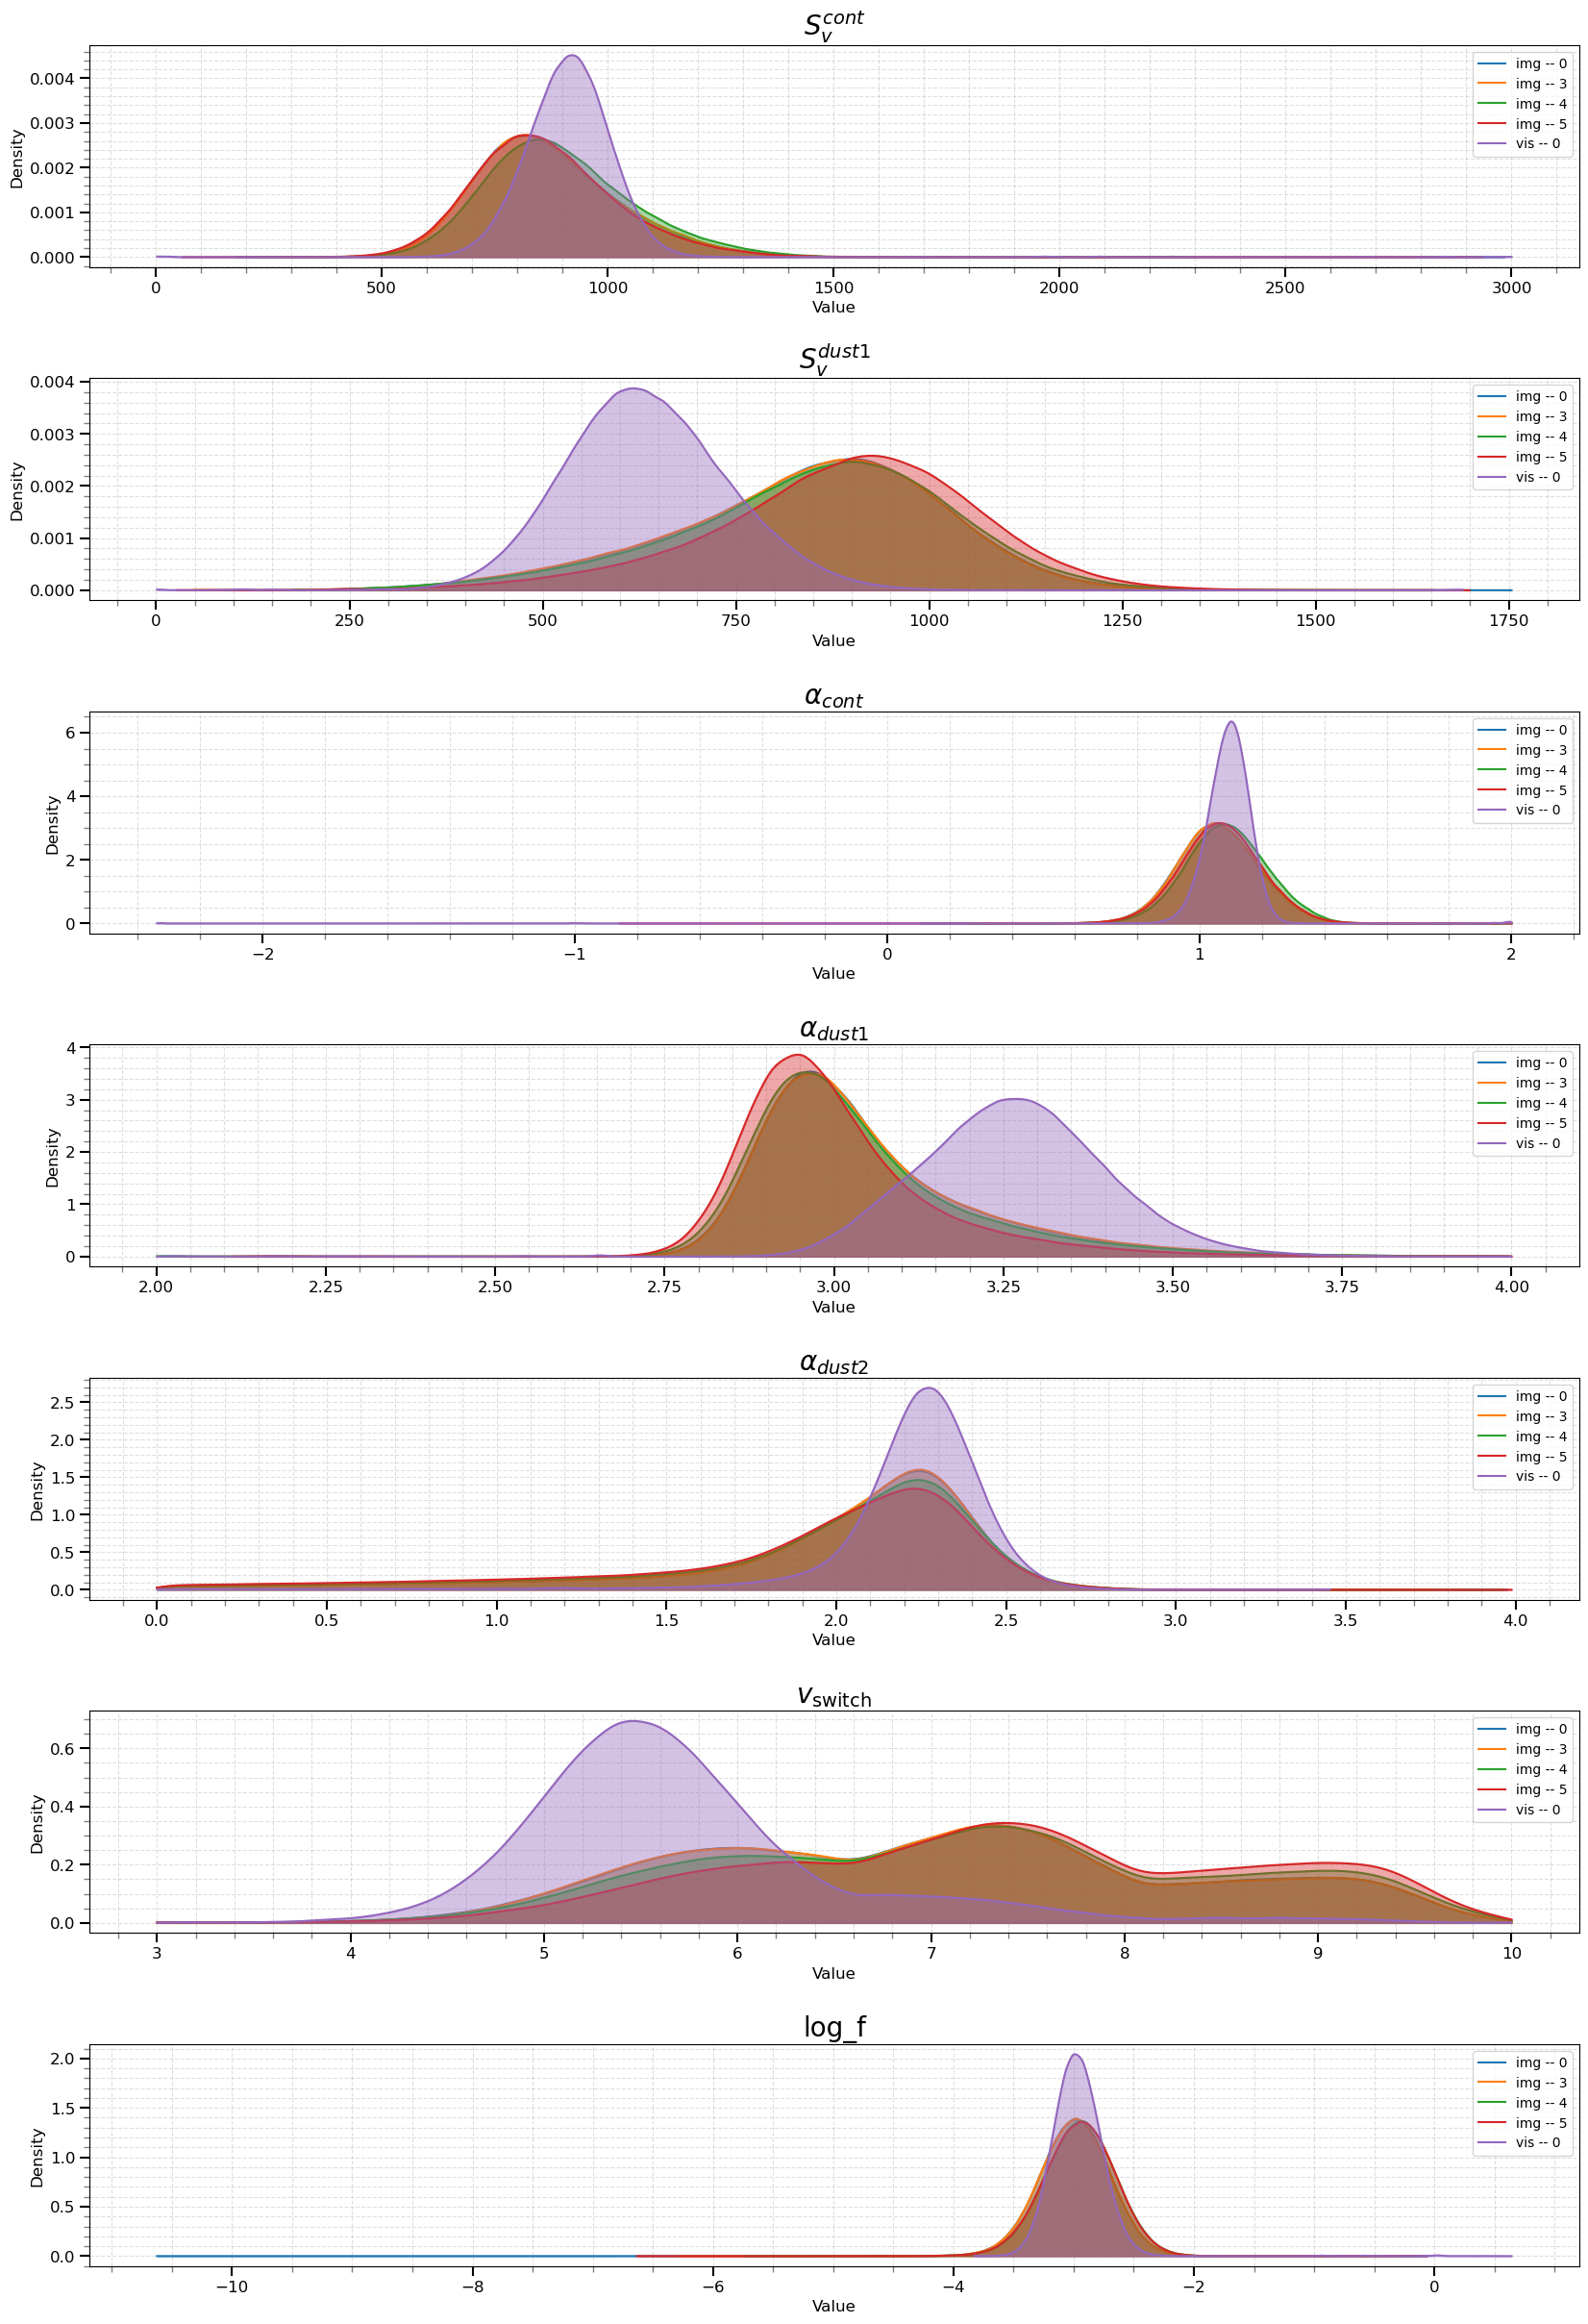 $S_v^{cont}$
Density
0.004
0.003
0.002
0.001
0.000
img -- 0
img -- 3
img -- 4
img -- 5
vis -- 0
0 500 1000 1500 2000 2500 3000
Value
$S_v^{dust1}$
Density
0.004
0.003
0.002
0.001
0.000
img -- 0
img -- 3
img -- 4
img -- 5
vis -- 0
0 250 500 750 1000 1250 1500 1750
Value
$α_{cont}$
Density
6
4
2
0
img -- 0
img -- 3
img -- 4
img -- 5
vis -- 0
−2 −1 0 1 2
Value
$α_{dust1}$
Density
4
3
2
1
0
img -- 0
img -- 3
img -- 4
img -- 5
vis -- 0
2.00 2.25 2.50 2.75 3.00 3.25 3.50 3.75 4.00
Value
$α_{dust2}$
Density
2.5
2.0
1.5
1.0
0.5
0.0
img -- 0
img -- 3
img -- 4
img -- 5
vis -- 0
0.0 0.5 1.0 1.5 2.0 2.5 3.0 3.5 4.0
Value
$v_{switch}$
Density
0.6
0.4
0.2
0.0
img -- 0
img -- 3
img -- 4
img -- 5
vis -- 0
3 4 5 6 7 8 9 10
Value
log_f
Density
2.0
1.5
1.0
0.5
0.0
img -- 0
img -- 3
img -- 4
img -- 5
vis -- 0
−10 −8 −6 −4 −2 0
Value